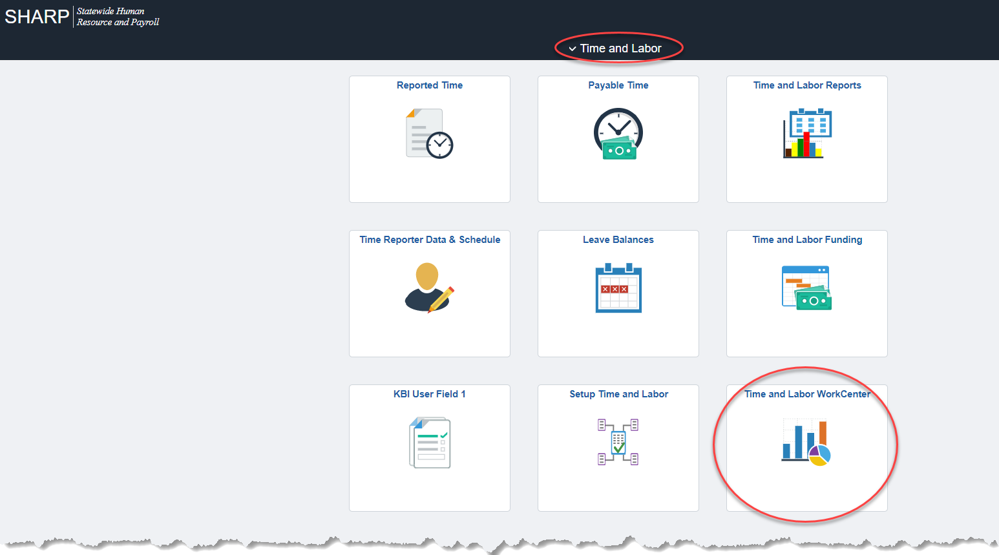 SHARP
Statewide Human
Resource and Payroll
Time and Labor
Reported Time
Payable Time
Time and Labor Reports
Time Reporter Data & Schedule
Leave Balances
Time and Labor Funding
KBI User Field 1
Setup Time and Labor
Time and Labor WorkCenter